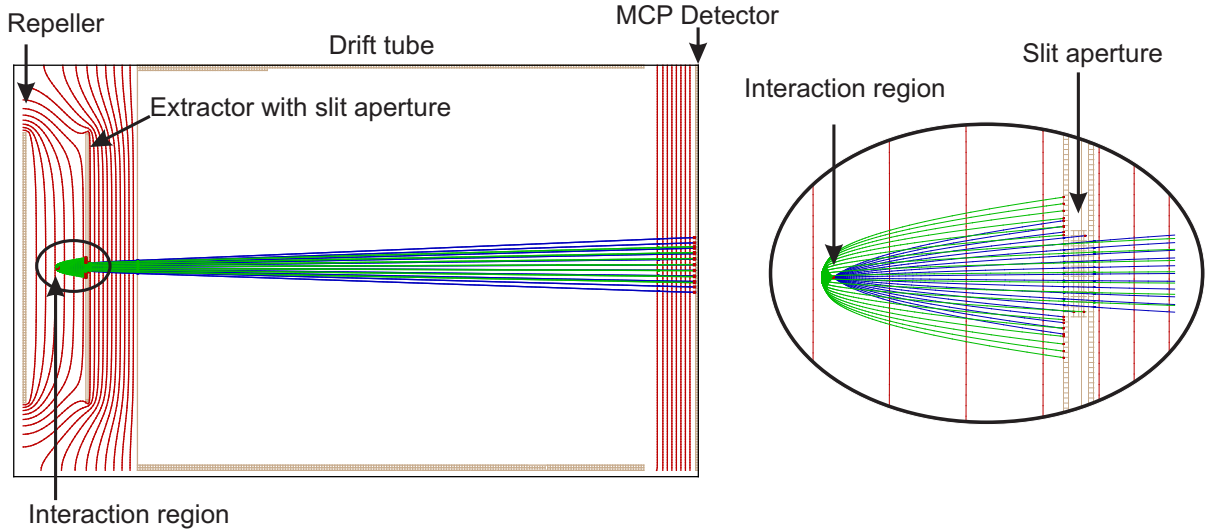 MCP Detector
Repeller
Drift tube
Slit aperture
Interaction region
Extractor with slit aperture
Interaction region